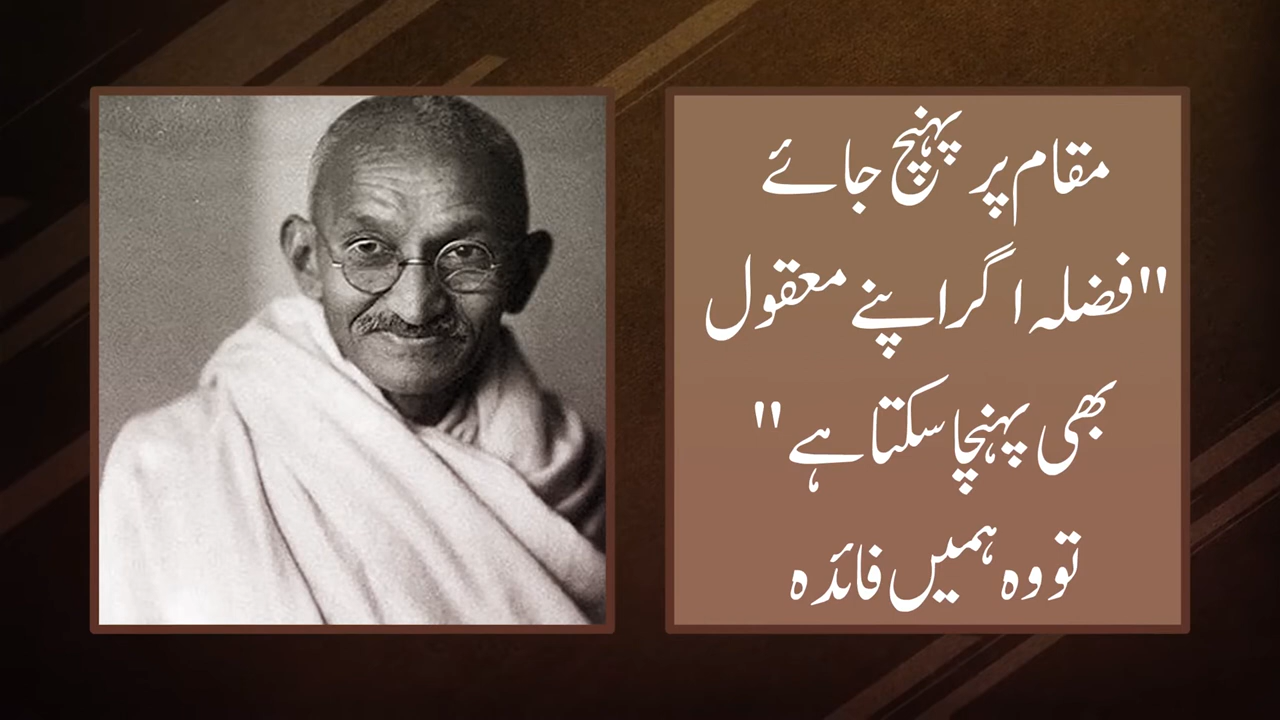 مقام پر پہنچ جائے
"فضلہ اگر اپنے معقول
بھی پہنچا سکتا ہے"
تو وہ ہمیں فائدہ